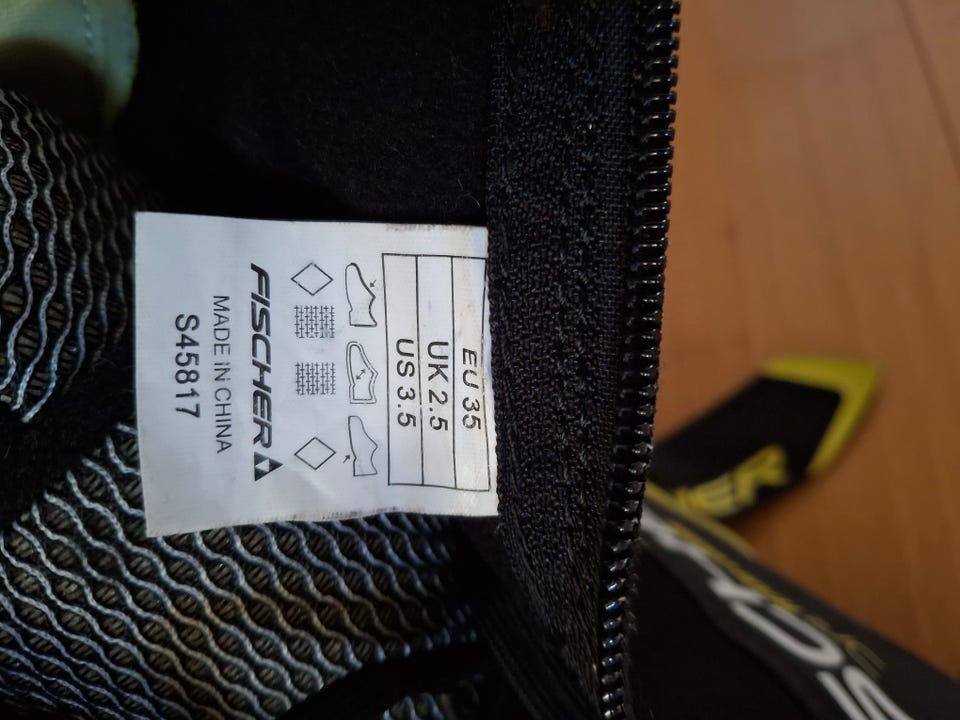 EU 35
UK 2.5
US 3.5
FISCHER
MADE IN CHINA
S45817